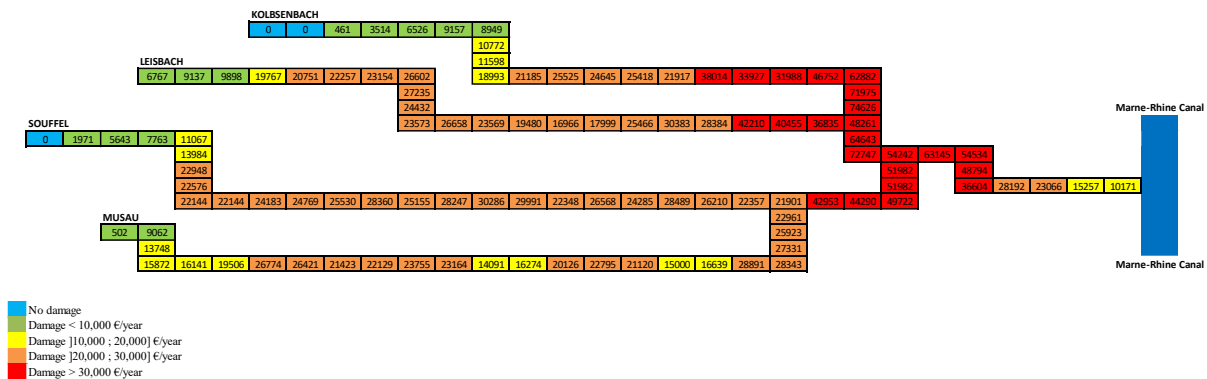 KOLBSENBACH
0 0 461 3514 6526 9157 8949
10772
LEISBACH
11598
6767 9137 9898 19767 20751 22257 23154 26602 18993 21185 25525 24645 25418 21917 38014 33927 31988 46752 62882
27235 71975
24432 74626
Marne-Rhine Canal
SOUFFEL
23573 26658 23569 19480 16966 17999 25466 30383 28384 42210 40455 36835 48261
0 1971 5643 7763 11067 64643
13984 72747 54242 63145 54534
22948 51982 48794
22576 51982 36604 28192 23066 15257 10171
22144 22144 24183 24769 25530 28360 25155 28247 30286 29991 22348 26568 24285 28489 26210 22357 21901 42953 44290 49722
MUSAU
22961
502 9062 25923
13748 27331
15872 16141 19506 26774 26421 21423 22129 23755 23164 14091 16274 20126 22795 21120 15000 16639 28891 28343
Marne-Rhine Canal
No damage
Damage < 10,000 €/year
Damage ]10,000 ; 20,000] €/year
Damage ]20,000 ; 30,000] €/year
Damage > 30,000 €/year